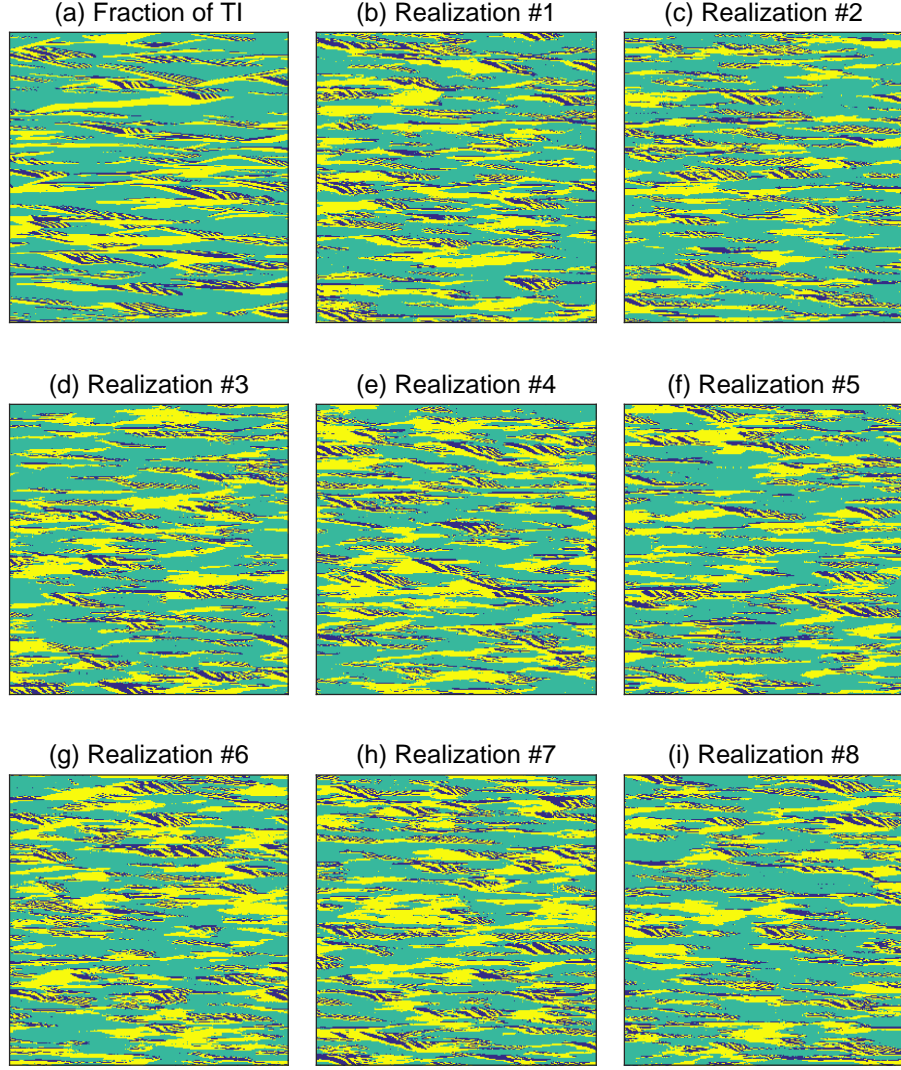 (a) Fraction of TI
(b) Realization #1
(c) Realization #2
(d) Realization #3
(e) Realization #4
(f) Realization #5
(g) Realization #6
(h) Realization #7
(i) Realization #8